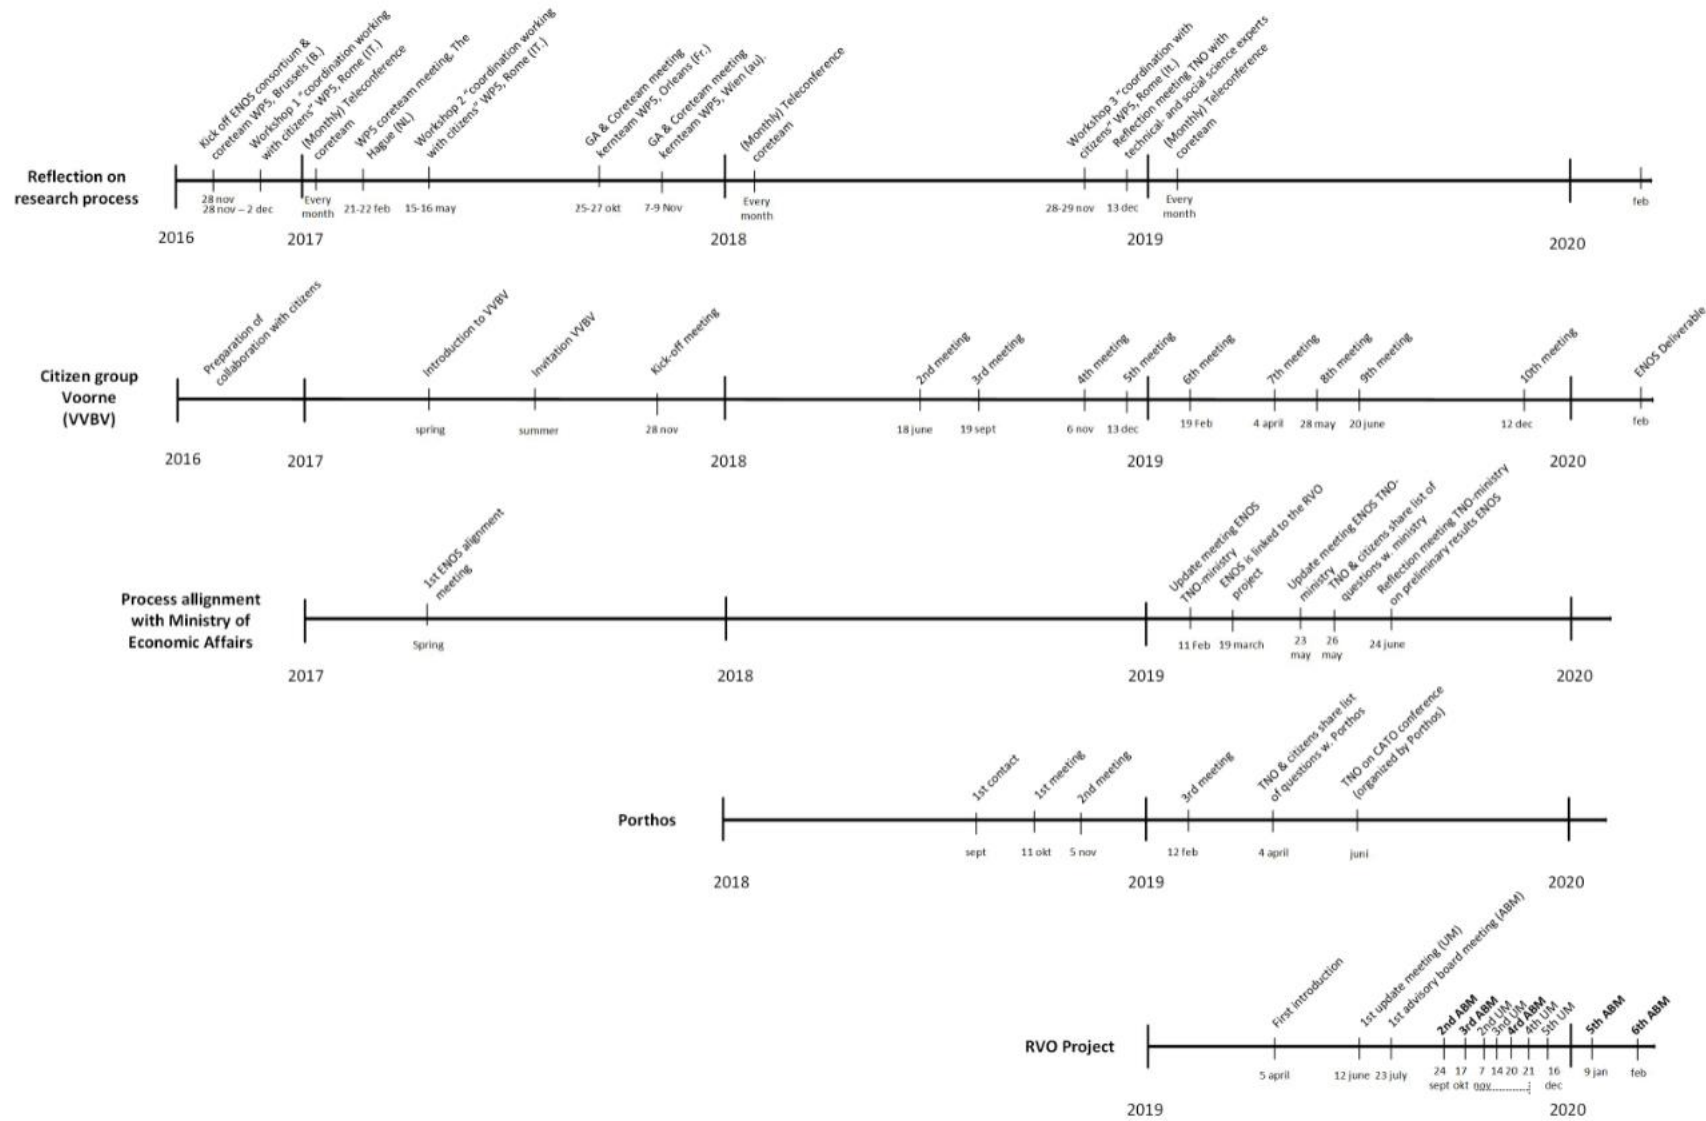 Kick off ENOS consortium &
coreteam WP5, Brussels (B.)
Workshop 1 "coordination working
with citizens" WP5, Rome (IT.)
(Monthly) Teleconference
coreteam
WP5 coreteam meeting, The
Hague (NL)
Workshop 2 "coordination working
with citizens" WP5, Rome (IT.)
GA & Coreteam meeting
kernteam WP5, Orleans (Fr.)
GA & Coreteam meeting
kernteam WP5, Wien (au).
(Monthly) Teleconference
coreteam
Workshop 3 "coordination with
citizens" WP5, Rome (It.)
Reflection meeting TNO with
technical- and social science experts
(Monthly) Teleconference
coreteam
Reflection on
research process
28 nov
28 nov – 2 dec
Every
month
21-22 feb
15-16 may
25-27 okt
7-9 Nov
Every
month
28-29 nov
13 dec
Every
month
feb
2016
2017
2018
2019
2020
Preparation of
collaboration with citizens
Introduction to VVBV
Invitation VVBV
Kick-off meeting
2nd meeting
3rd meeting
4th meeting
5th meeting
6th meeting
7th meeting
8th meeting
9th meeting
10th meeting
ENOS Deliverable
Citizen group
Voorne
(VVBV)
spring
summer
28 nov
18 june
19 sept
6 nov
13 dec
19 Feb
4 april
28 may
20 june
12 dec
feb
2016
2017
2018
2019
2020
1st ENOS alignment
meeting
Update meeting ENOS
TNO-ministry
ENOS is linked to the RVO
project
Update meeting ENOS TNO-
ministry
TNO & citizens share list of
questions w. ministry
Reflection meeting TNO-ministry
on preliminary results ENOS
Process allignment
with Ministry of
Economic Affairs
Spring
11 Feb
19 march
23
may
26
may
24 june
2017
2018
2019
2020
1st contact
1st meeting
2nd meeting
3rd meeting
TNO & citizens share list
of questions w. Porthos
TNO on CATO conference
(organized by Porthos)
Porthos
sept
11 okt
5 nov
12 feb
4 april
juni
2018
2019
2020
First introduction
1st update meeting (UM)
1st advisory board meeting (ABM)
2nd ABM
3rd ABM
2nd UM
3nd UM
4rd ABM
4th UM
5th UM
5th ABM
6th ABM
RVO Project
5 april
12 june
23 july
24
sept
17
okt
7
14
20
21
nov
16
dec
9 jan
feb
2019
2020